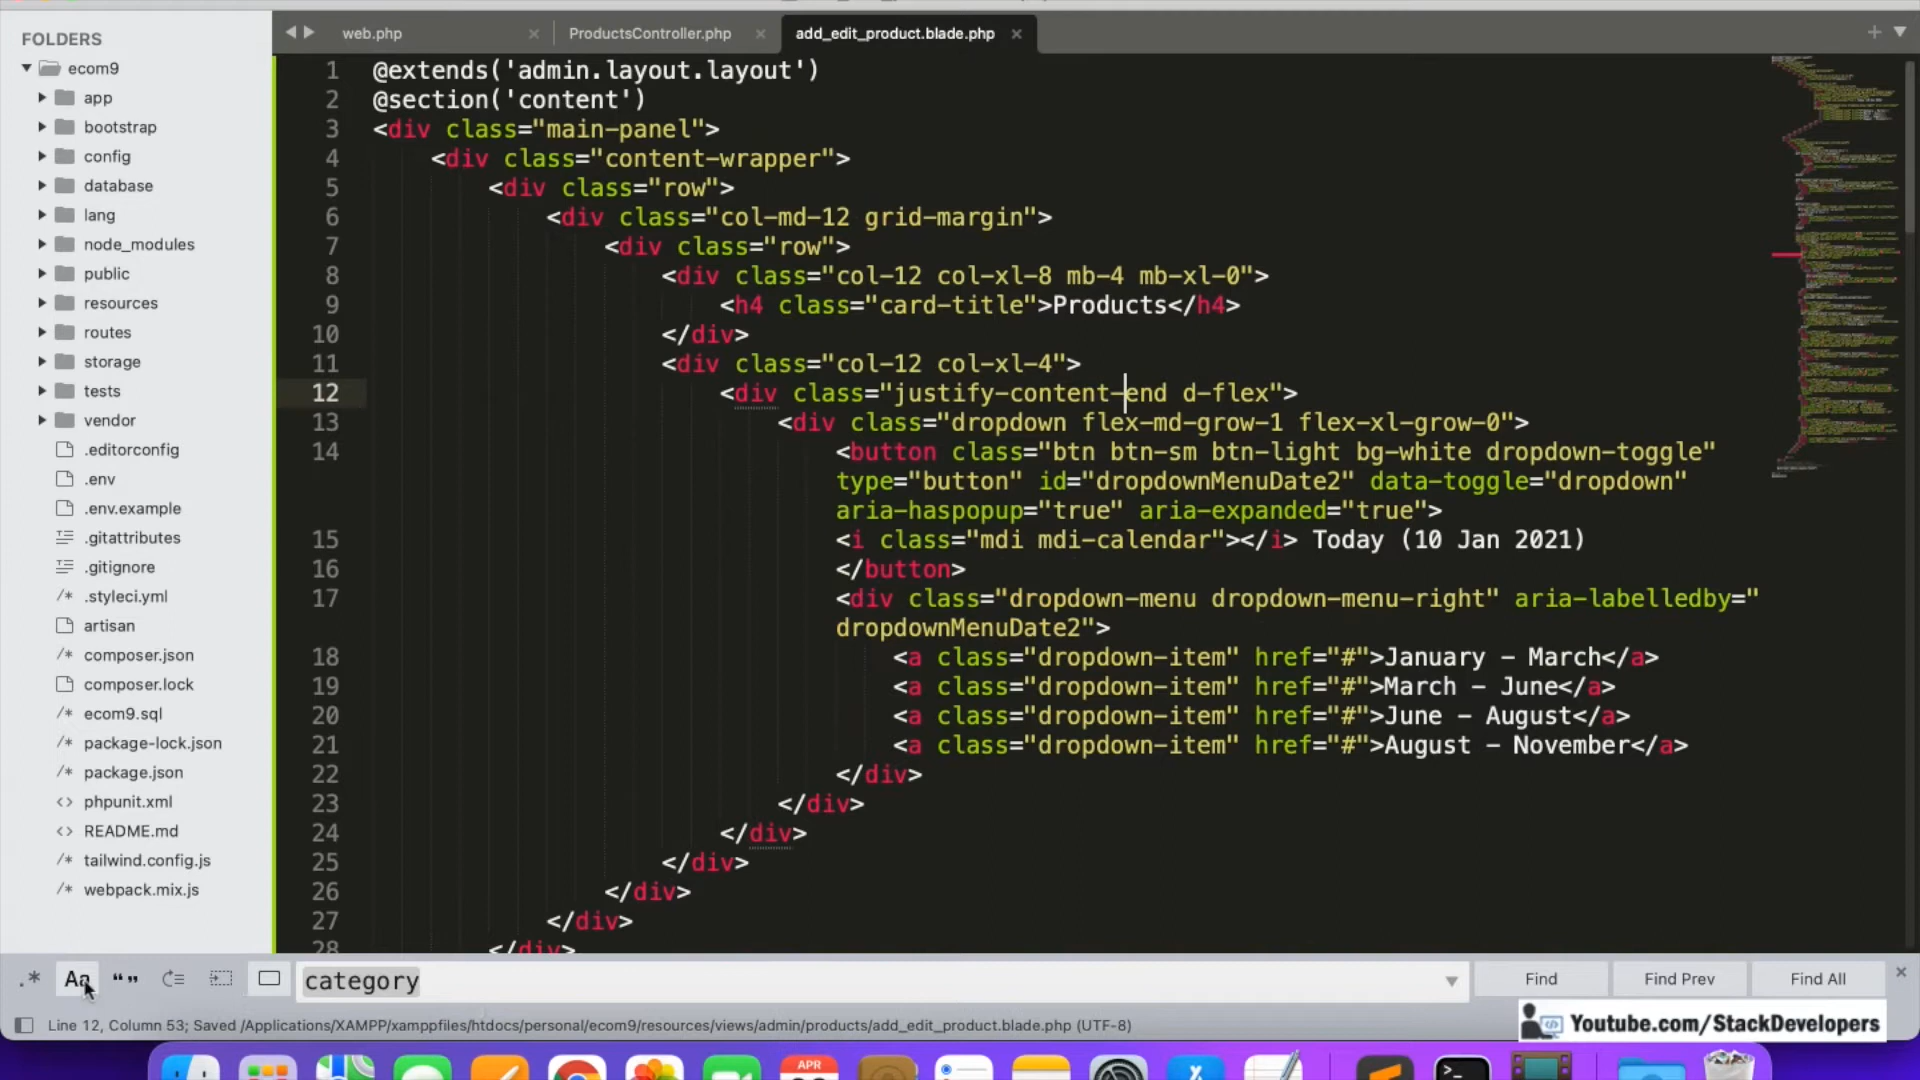 FOLDERS
ecom9
app
bootstrap
config
database
lang
node_modules
public
resources
routes
storage
tests
vendor
.editorconfig
.env
.env.example
.gitattributes
.gitignore
/* .styleci.yml
artisan
/* composer.json
composer.lock
/* ecom9.sql
/* package-lock.json
/* package.json
<> phpunit.xml
<> README.md
/* tailwind.config.js
/* webpack.mix.js
web.php × ProductsController.php × add_edit_product.blade.php ×
1 @extends('admin.layout.layout')
2 @section('content')
3 <div class="main-panel">
4 <div class="content-wrapper">
5 <div class="row">
6 <div class="col-md-12 grid-margin">
7 <div class="row">
8 <div class="col-12 col-xl-8 mb-4 mb-xl-0">
9 <h4 class="card-title">Products</h4>
10 </div>
11 <div class="col-12 col-xl-4">
12 <div class="justify-content-end d-flex">
13 <div class="dropdown flex-md-grow-1 flex-xl-grow-0">
14 <button class="btn btn-sm btn-light bg-white dropdown-toggle"
type="button" id="dropdownMenuDate2" data-toggle="dropdown"
aria-haspopup="true" aria-expanded="true">
15 <i class="mdi mdi-calendar"></i> Today (10 Jan 2021)
16 </button>
17 <div class="dropdown-menu dropdown-menu-right" aria-labelledby="
dropdownMenuDate2">
18 <a class="dropdown-item" href="#">January - March</a>
19 <a class="dropdown-item" href="#">March - June</a>
20 <a class="dropdown-item" href="#">June - August</a>
21 <a class="dropdown-item" href="#">August - November</a>
22 </div>
23 </div>
24 </div>
25 </div>
26 </div>
27 </div>
28 </div>
.* Aa “” category Find Find Prev Find All ×
Line 12, Column 53; Saved /Applications/XAMPP/xamppfiles/htdocs/personal/ecom9/resources/views/admin/products/add_edit_product.blade.php (UTF-8)
Youtube.com/StackDevelopers
APR